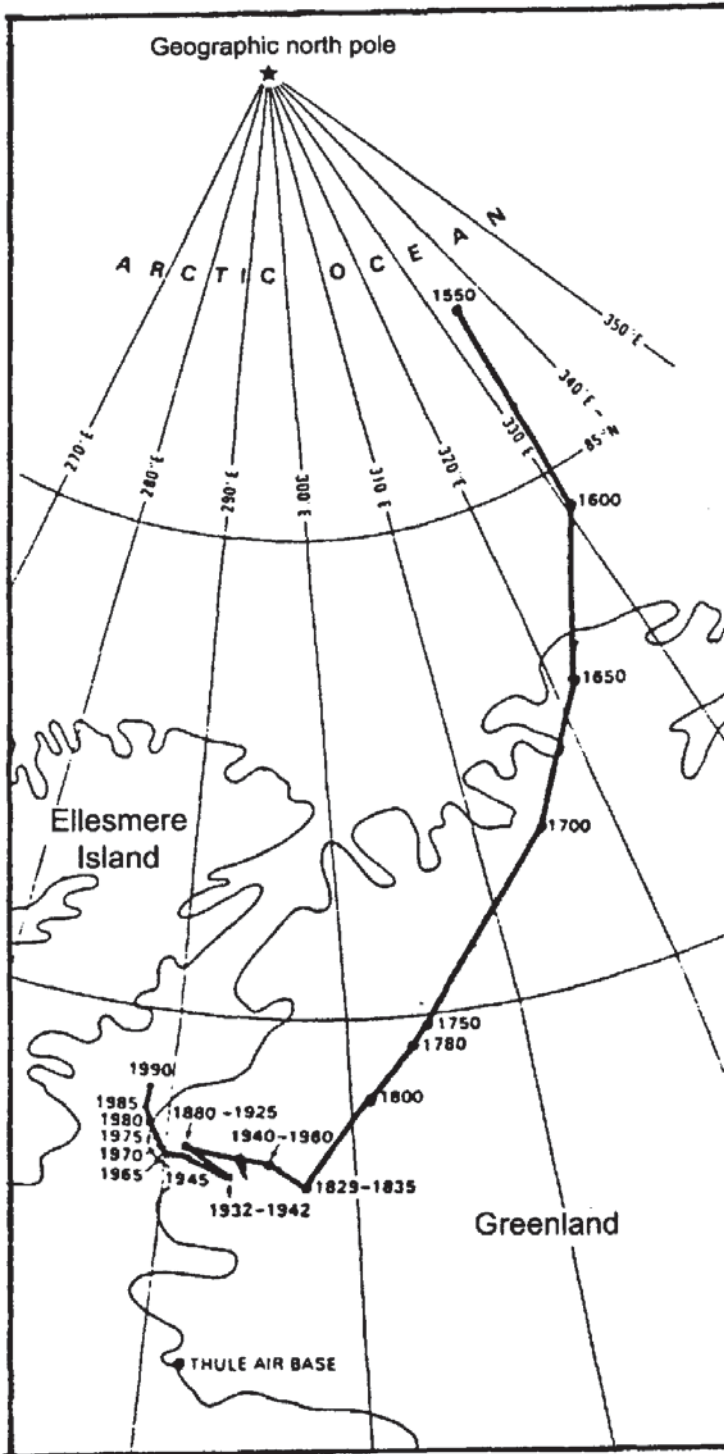 Geographic north pole
ARCTIC OCEAN
1550
350°E
340°E
330°E
85°N
320°E
310 E
300°E
290°E
280°E
270°E
1600
1650
1700
Ellesmere
Island
1750
1780
1800
1990
1985
1980
1975
1970
1965
1945
1880-1925
1940-1960
1932-1942
1829-1835
Greenland
THULE AIR BASE